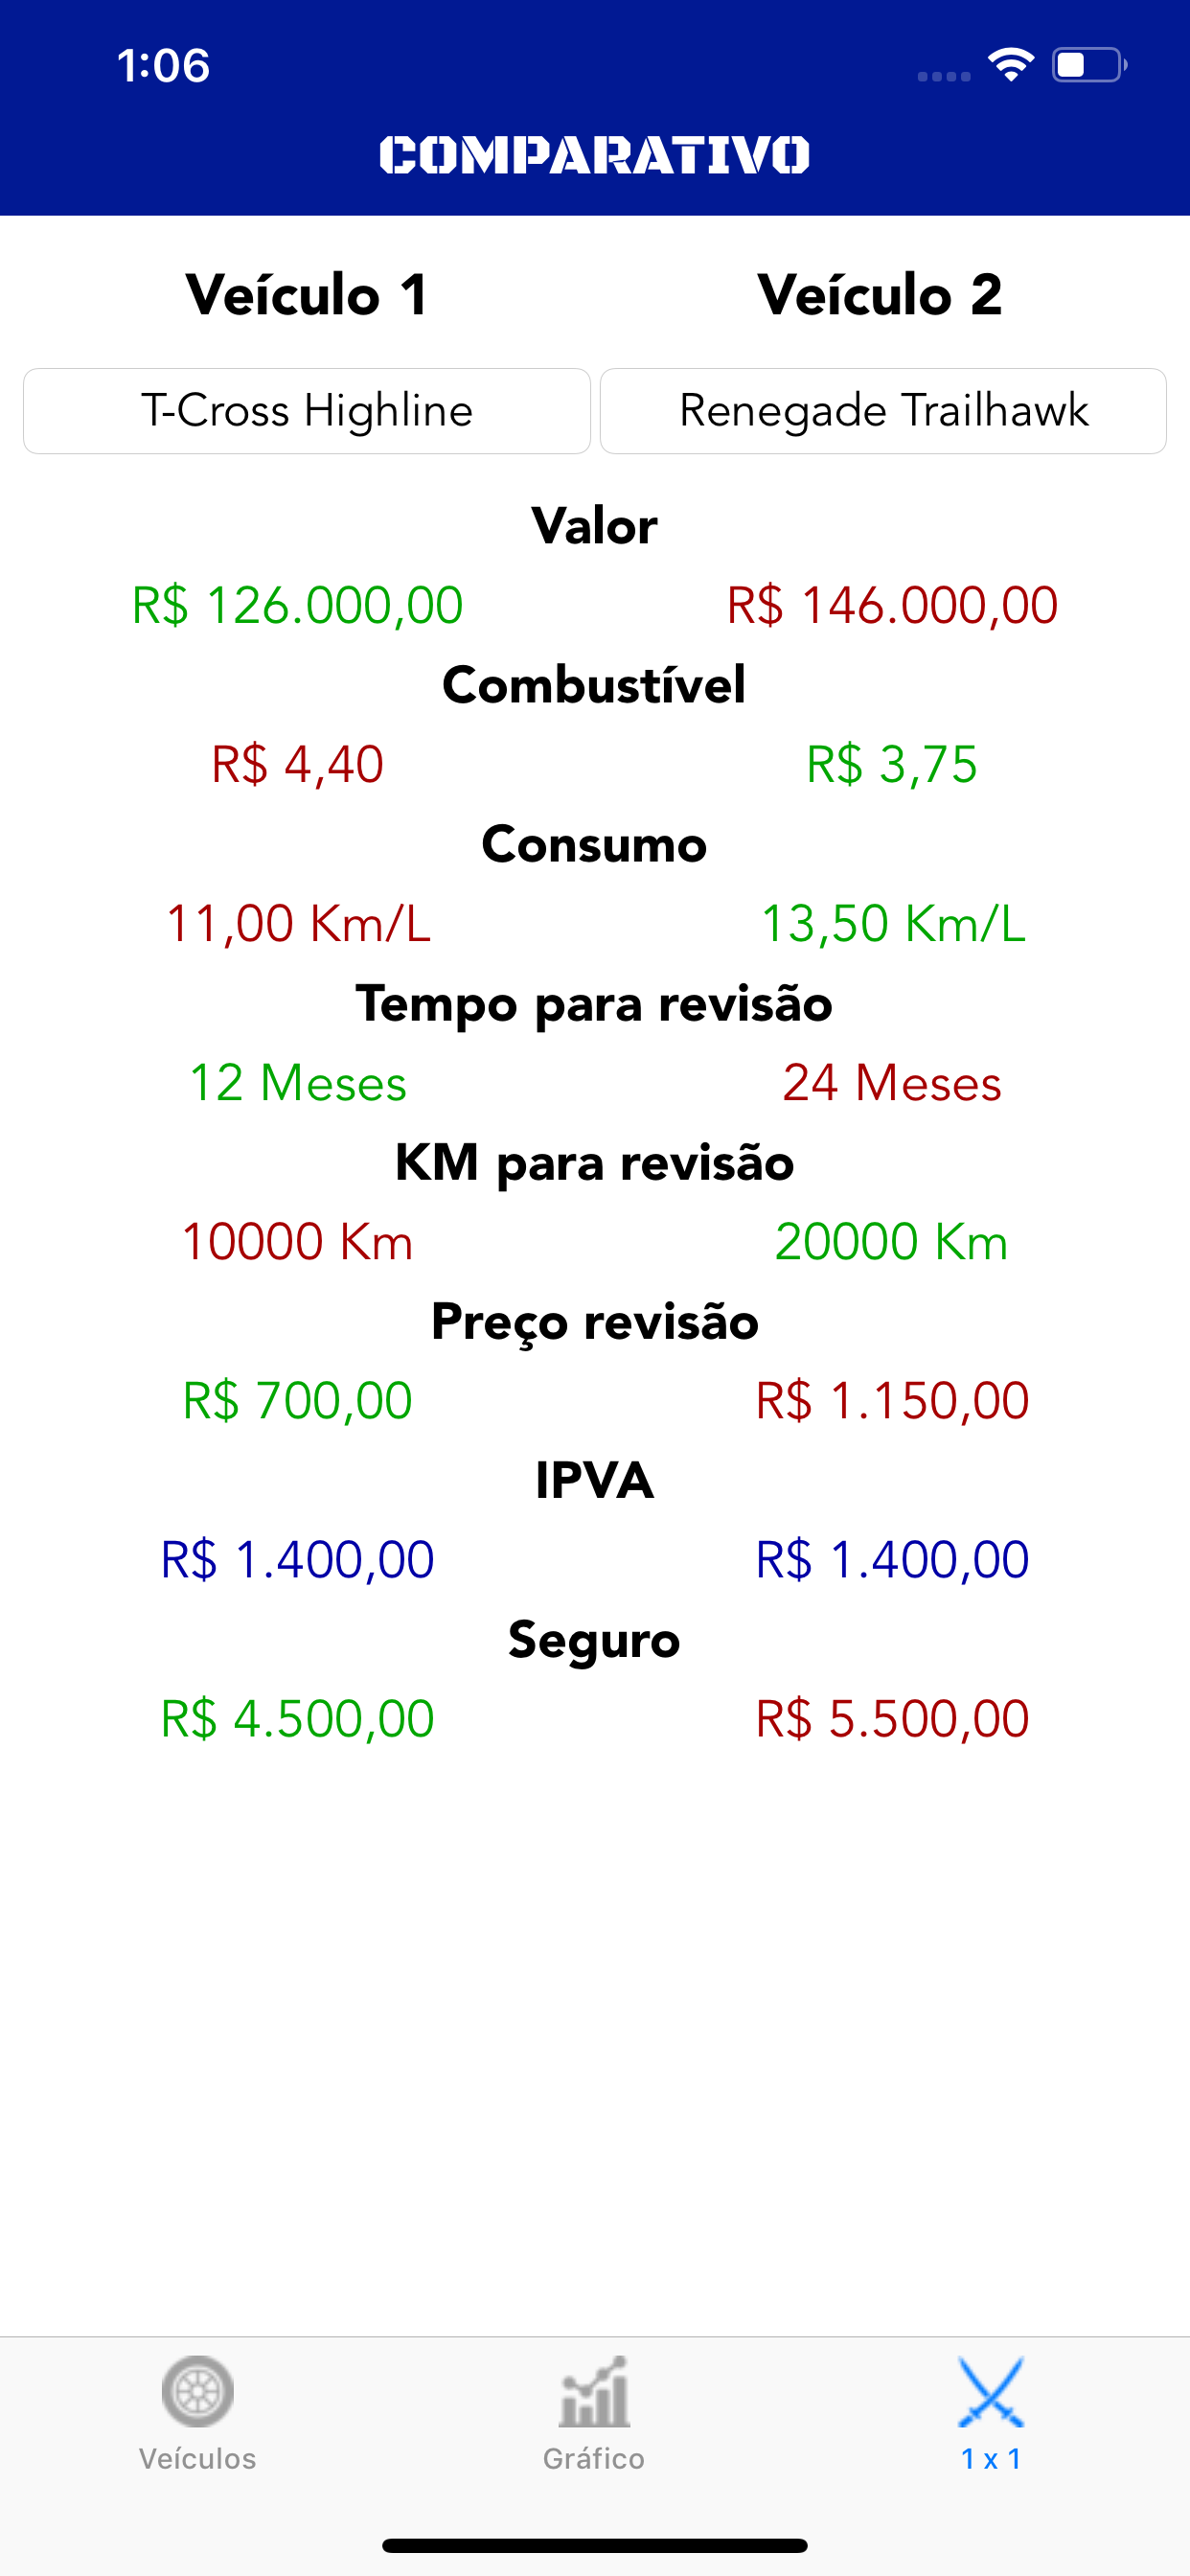 1:06
COMPARATIVO
Veículo 1 Veículo 2
T-Cross Highline Renegade Trailhawk
Valor
R$ 126.000,00 R$ 146.000,00
Combustível
R$ 4,40 R$ 3,75
Consumo
11,00 Km/L 13,50 Km/L
Tempo para revisão
12 Meses 24 Meses
KM para revisão
10000 Km 20000 Km
Preço revisão
R$ 700,00 R$ 1.150,00
IPVA
R$ 1.400,00 R$ 1.400,00
Seguro
R$ 4.500,00 R$ 5.500,00
Veículos Gráfico 1 x 1